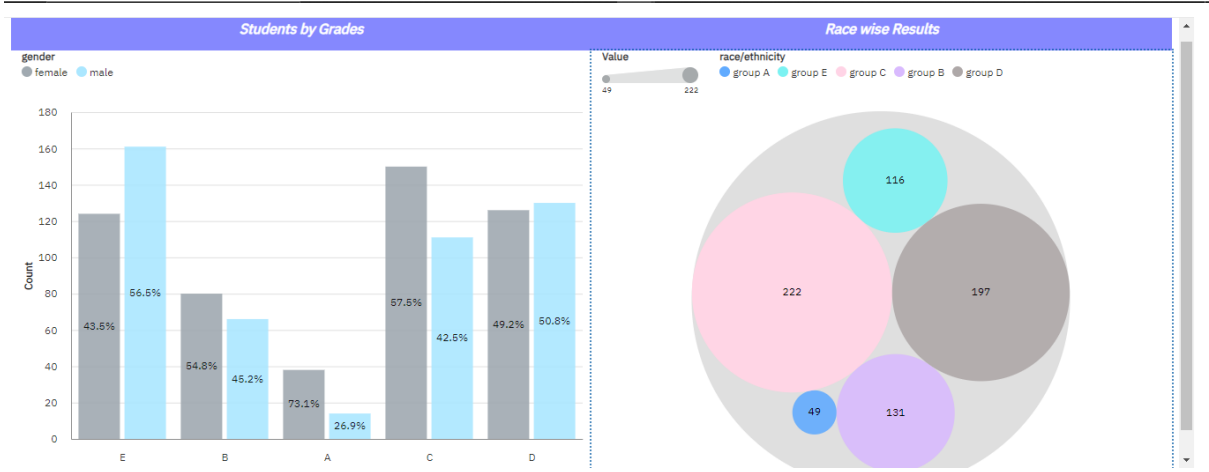 Students by Grades
Race wise Results
gender
female male
Value
49 222
race/ethnicity
group A group E group C group B group D
Count
180
160
140
120
100
80
60
40
20
0
43.5% 56.5%
54.8% 45.2%
73.1% 26.9%
57.5% 42.5%
49.2% 50.8%
E B A C D
116
222
197
49
131